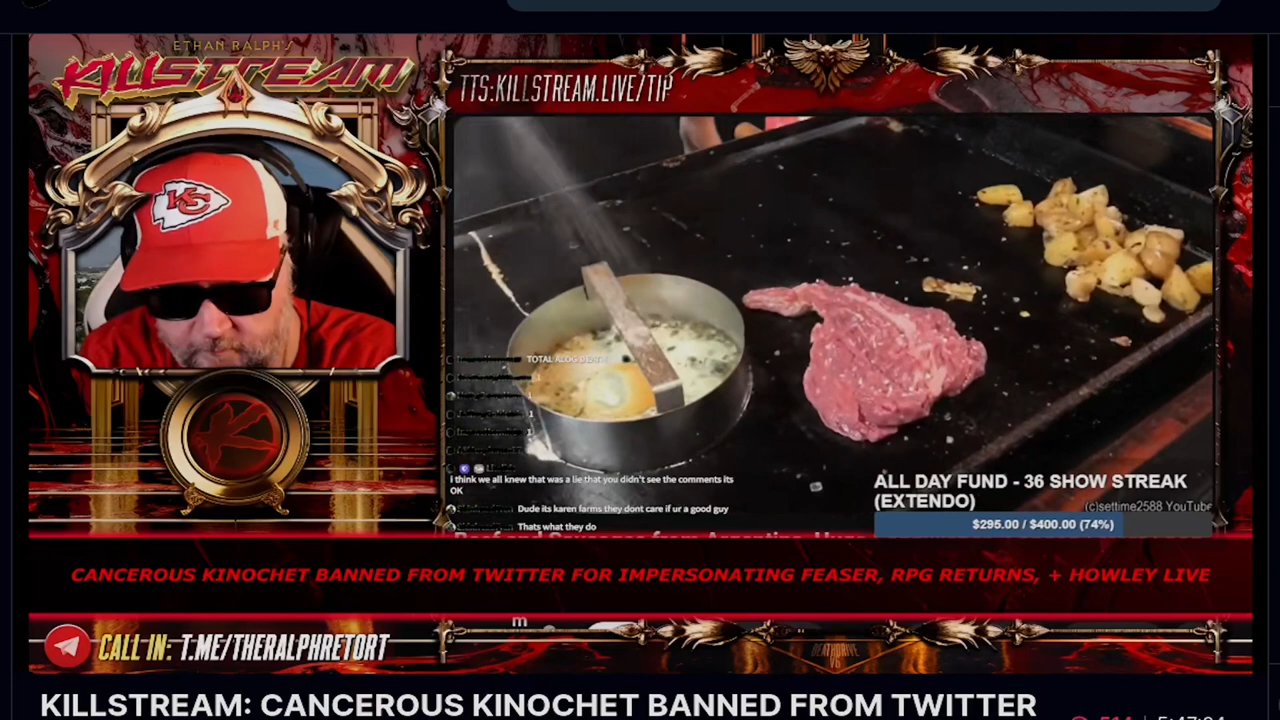 ETHAN RALPH'S
KILLSTREAM
TTS:KILLSTREAM.LIVE/TIP
KC
TOTAL ALOG DEATH
1
1
i think we all knew that was a lie that you didn't see the comments its
OK
Dude its karen farms they dont care if ur a good guy
Thats what they do
ALL DAY FUND - 36 SHOW STREAK
(EXTENDO)
(c)settime2588 YouTube
$295.00 / $400.00 (74%)
CANCEROUS KINOCHET BANNED FROM TWITTER FOR IMPERSONATING FEASER, RPG RETURNS, + HOWLEY LIVE
CALL IN: T.ME/THERALPHRETORT
DEATHDRIVE
KILLSTREAM: CANCEROUS KINOCHET BANNED FROM TWITTER